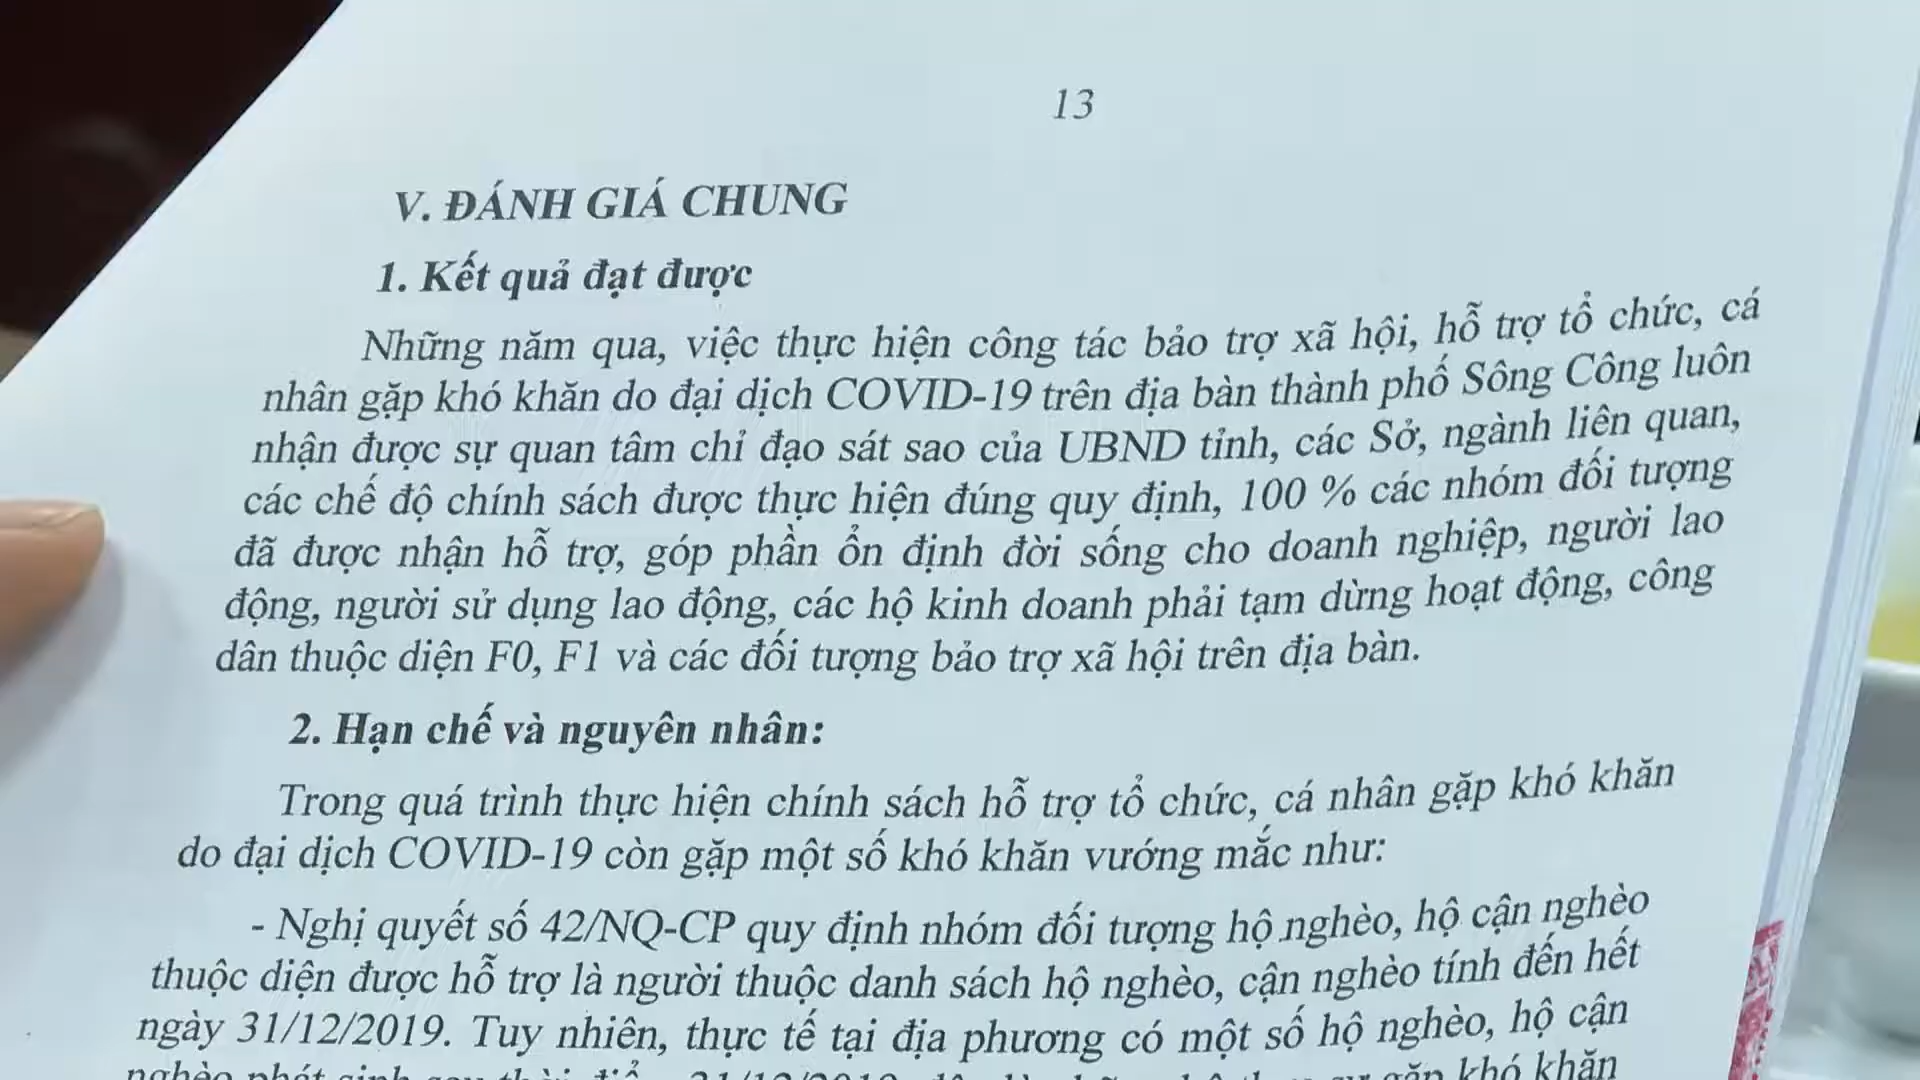 13
V. ĐÁNH GIÁ CHUNG
1. Kết quả đạt được
Những năm qua, việc thực hiện công tác bảo trợ xã hội, hỗ trợ tổ chức, cá
nhân gặp khó khăn do đại dịch COVID-19 trên địa bàn thành phố Sông Công luôn
nhận được sự quan tâm chỉ đạo sát sao của UBND tỉnh, các Sở, ngành liên quan,
các chế độ chính sách được thực hiện đúng quy định, 100 % các nhóm đối tượng
đã được nhận hỗ trợ, góp phần ổn định đời sống cho doanh nghiệp, người lao
động, người sử dụng lao động, các hộ kinh doanh phải tạm dừng hoạt động, công
dân thuộc diện F0, F1 và các đối tượng bảo trợ xã hội trên địa bàn.
2. Hạn chế và nguyên nhân:
Trong quá trình thực hiện chính sách hỗ trợ tổ chức, cá nhân gặp khó khăn
do đại dịch COVID-19 còn gặp một số khó khăn vướng mắc như:
- Nghị quyết số 42/NQ-CP quy định nhóm đối tượng hộ nghèo, hộ cận nghèo
thuộc diện được hỗ trợ là người thuộc danh sách hộ nghèo, cận nghèo tính đến hết
ngày 31/12/2019. Tuy nhiên, thực tế tại địa phương có một số hộ nghèo, hộ cận
nghèo phát sinh sau thời 31/12/2019 gặp khó khăn